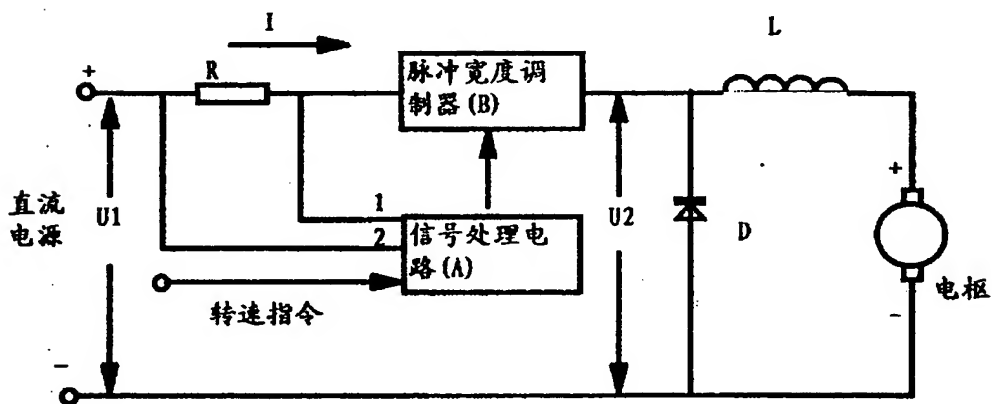 I
L
+
R
脉冲宽度调
制器(B)
直流
电源
U1
1
2
信号处理电
路(A)
转速指令
U2
D
+
电枢
-
-